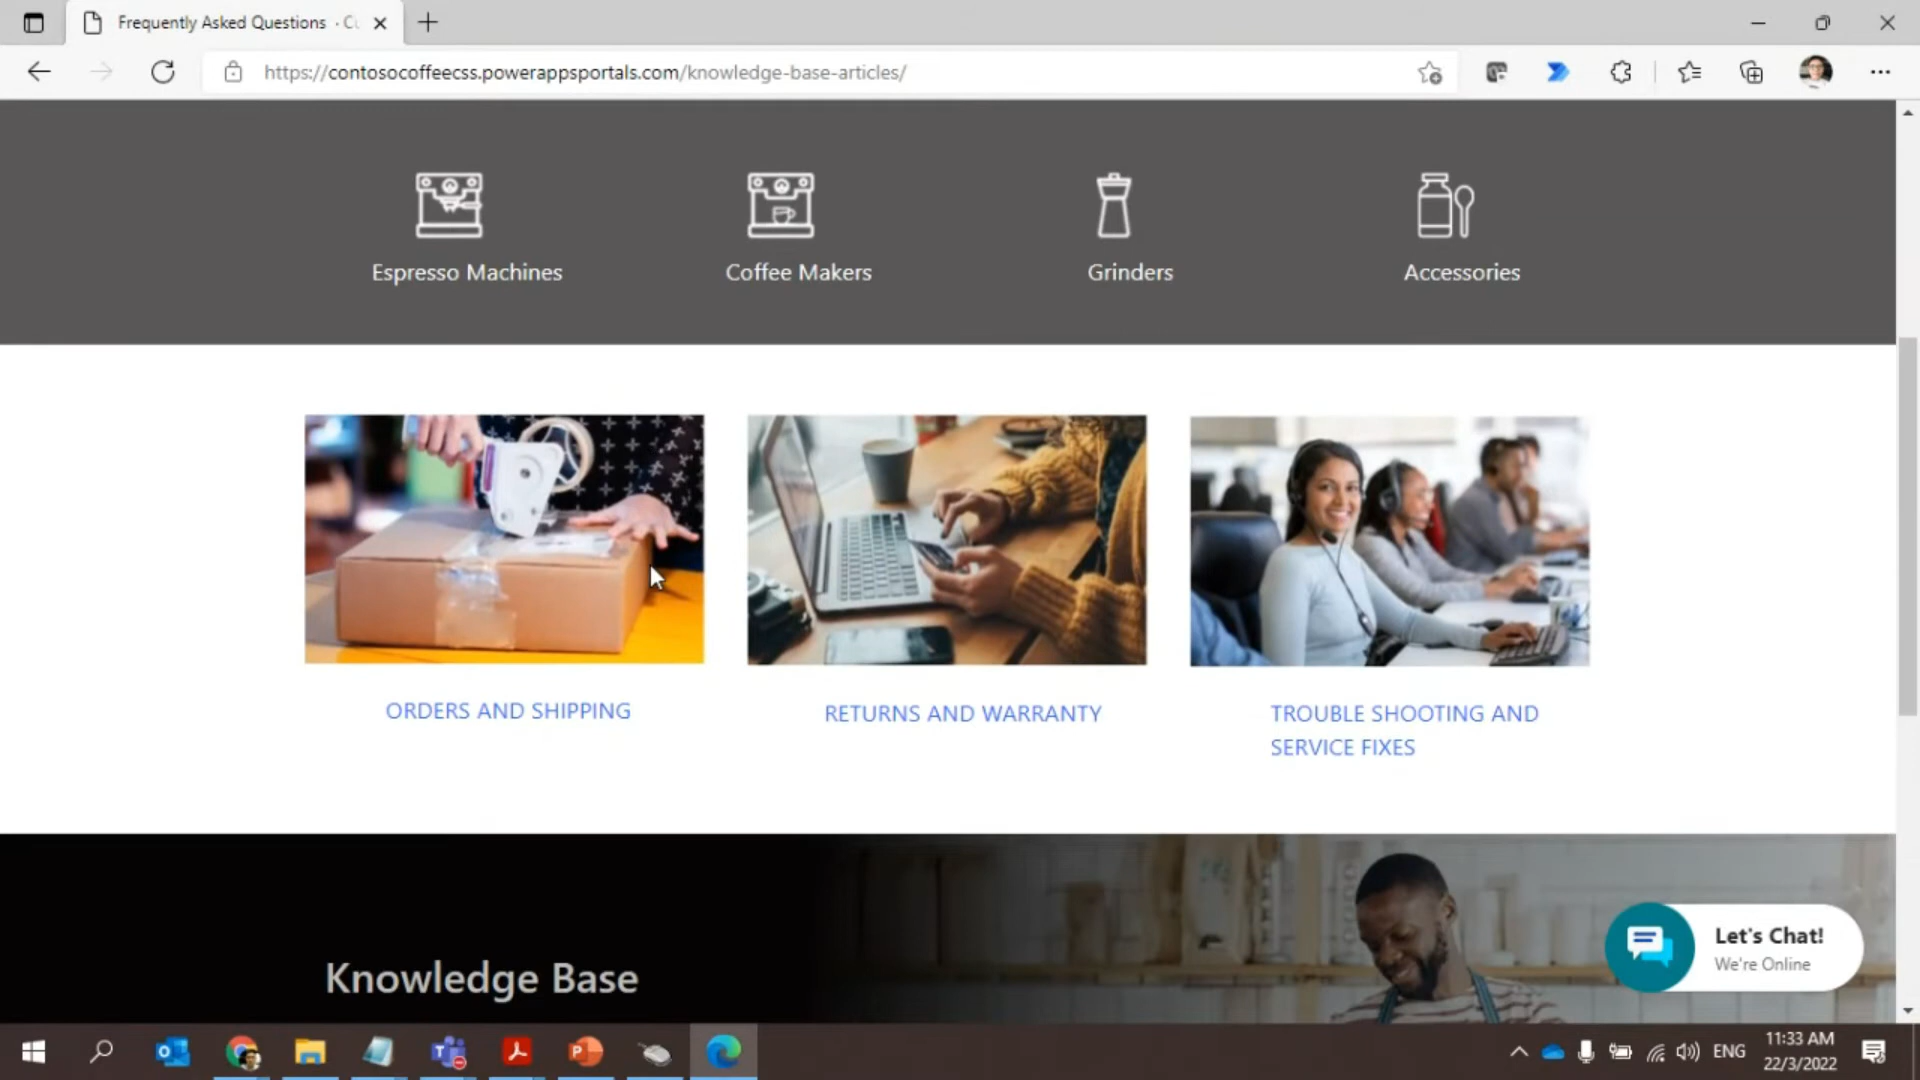 Frequently Asked Questions · Cu
https://contosocoffeecss.powerappsportals.com/knowledge-base-articles/
Espresso Machines
Coffee Makers
Grinders
Accessories
ORDERS AND SHIPPING
RETURNS AND WARRANTY
TROUBLE SHOOTING AND
SERVICE FIXES
Knowledge Base
Let's Chat!
We're Online
ENG
11:33 AM
22/3/2022